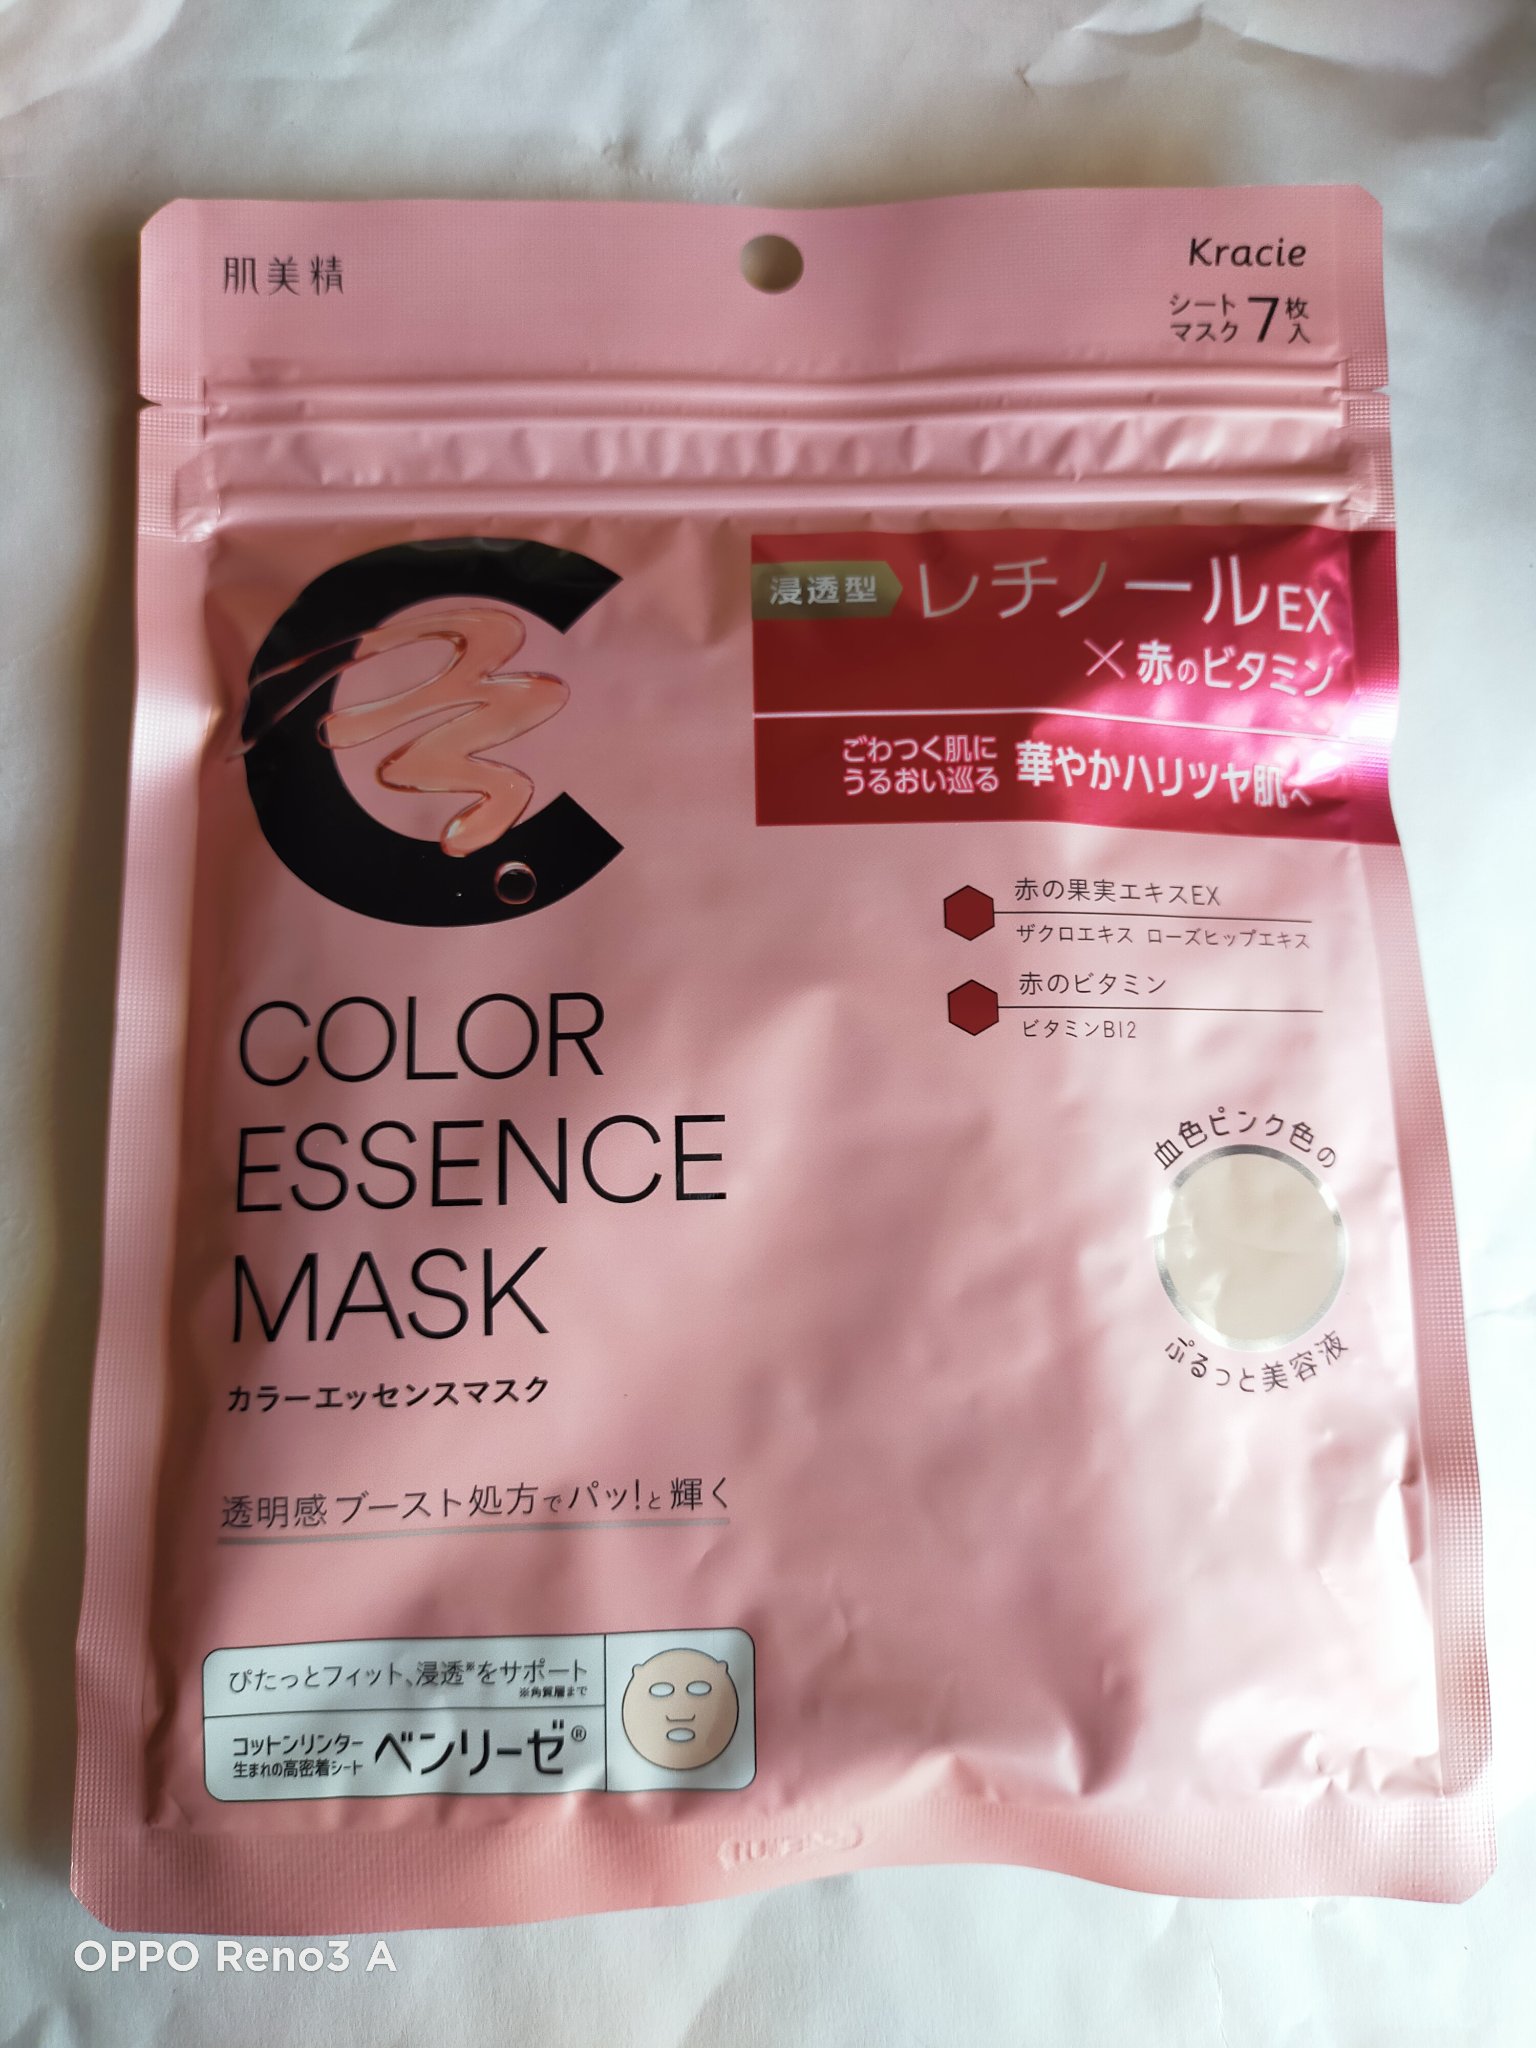 肌美精
Kracie
シートマスク 7枚入
浸透型 レチノールEX
×赤のビタミン
ごわつく肌に
うるおい巡る 華やかハリツヤ肌へ
赤の果実エキスEX
ザクロエキス ローズヒップエキス
赤のビタミン
ビタミンB12
COLOR
ESSENCE
MASK
カラーエッセンスマスク
血色ピンク色の
ぷるっと美容液
透明感ブースト処方でパッ!と輝く
ぴたっとフィット、浸透※をサポート
※角質層まで
コットンリンター
生まれの高密着シート ベンリーゼ®
OPPO Reno3 A